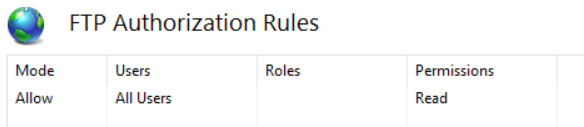 FTP Authorization Rules
Mode Users Roles Permissions
Allow All Users Read